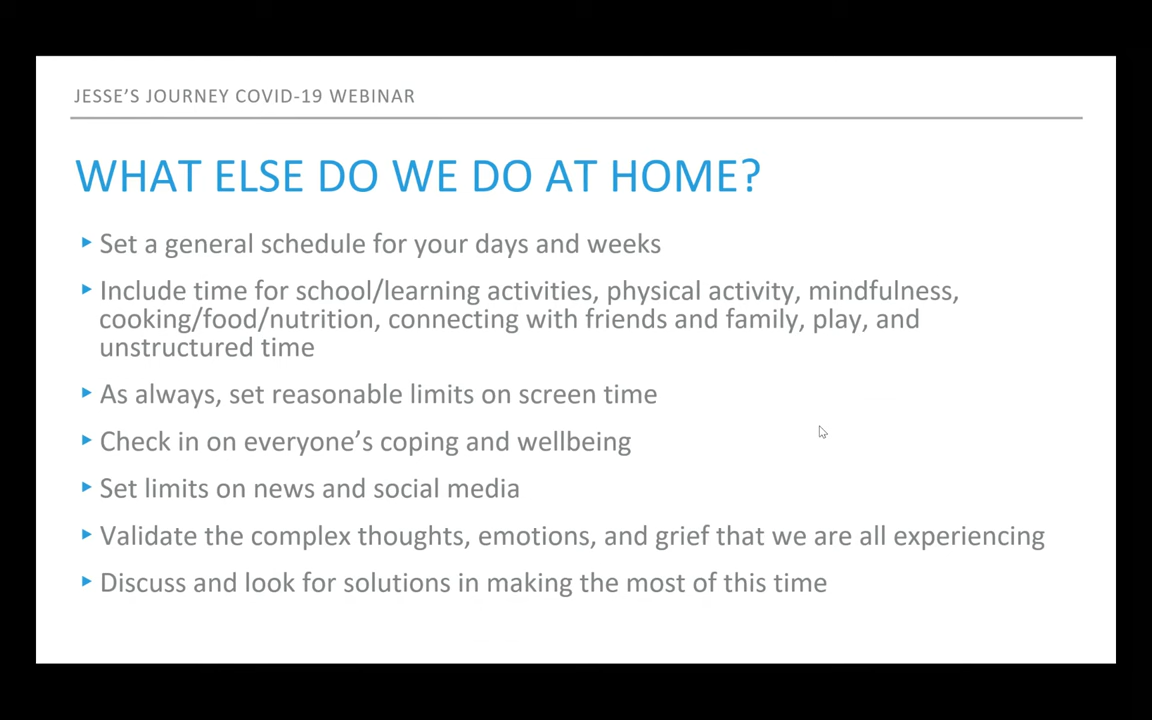 JESSE’S JOURNEY COVID-19 WEBINAR
WHAT ELSE DO WE DO AT HOME?
Set a general schedule for your days and weeks
Include time for school/learning activities, physical activity, mindfulness,
cooking/food/nutrition, connecting with friends and family, play, and
unstructured time
As always, set reasonable limits on screen time
Check in on everyone’s coping and wellbeing
Set limits on news and social media
Validate the complex thoughts, emotions, and grief that we are all experiencing
Discuss and look for solutions in making the most of this time